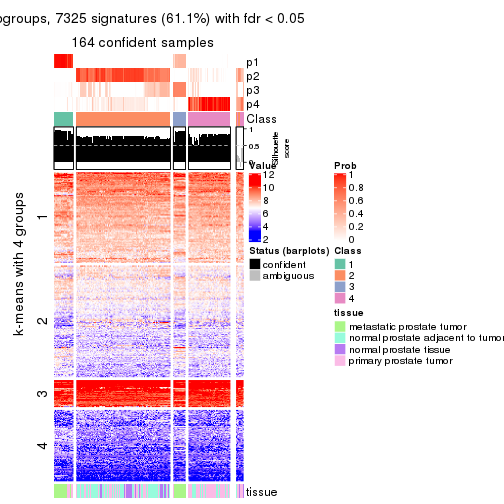 ogroups, 7325 signatures (61.1%) with fdr < 0.05
164 confident samples
p1
p2
p3
p4
Class
1
0.5
0
Silhouette
score
k-means with 4 groups
1
2
3
4
tissue
Value
12
10
8
6
4
2
Prob
1
0.8
0.6
0.4
0.2
0
Status (barplots)
confident
ambiguous
Class
1
2
3
4
tissue
metastatic prostate tumor
normal prostate adjacent to tumor
normal prostate tissue
primary prostate tumor